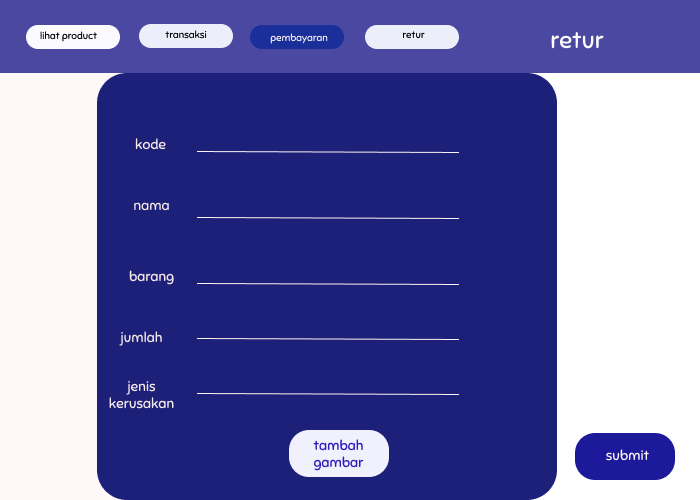 lihat product
transaksi
pembayaran
retur
retur
kode
nama
barang
jumlah
jenis
kerusakan
tambah
gambar
submit